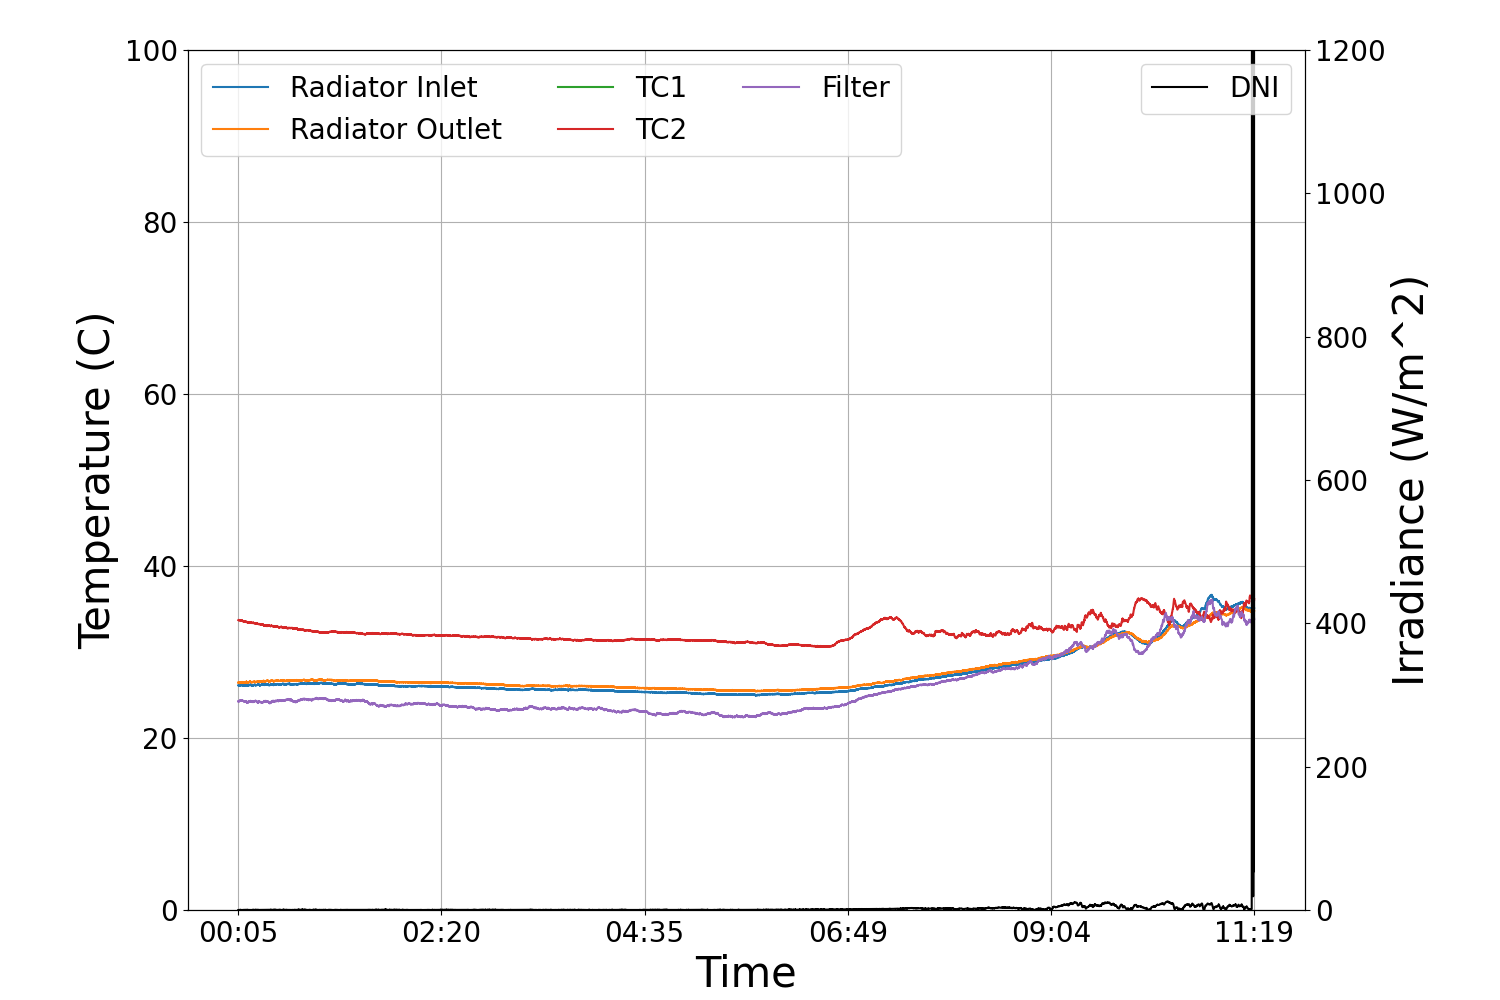 Radiator Inlet
Radiator Outlet
TC1
TC2
Filter
DNI
Temperature (C)
100
80
60
40
20
0
1200
1000
800
600
400
200
0
Irradiance (W/m^2)
00:05 02:20 04:35 06:49 09:04 11:19
Time